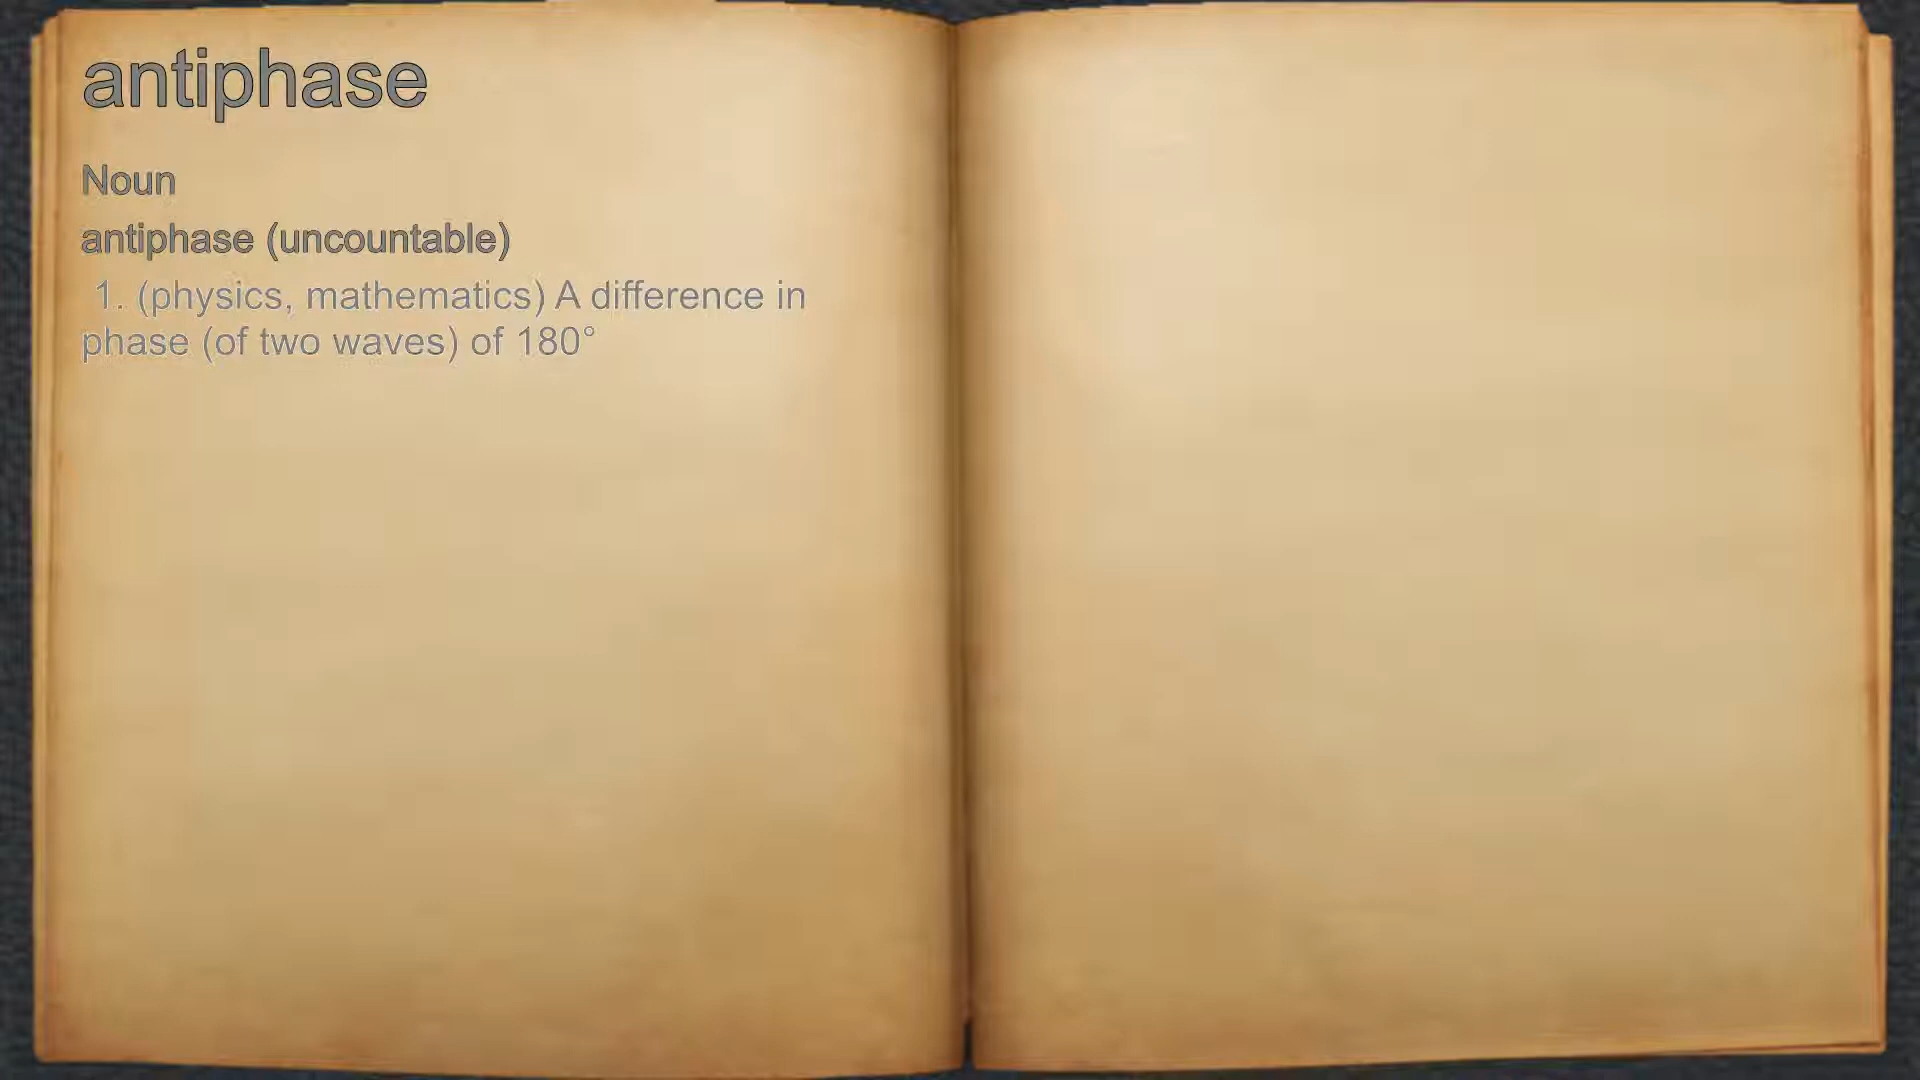 antiphase
Noun
antiphase (uncountable)
1. (physics, mathematics) A difference in
phase (of two waves) of 180°